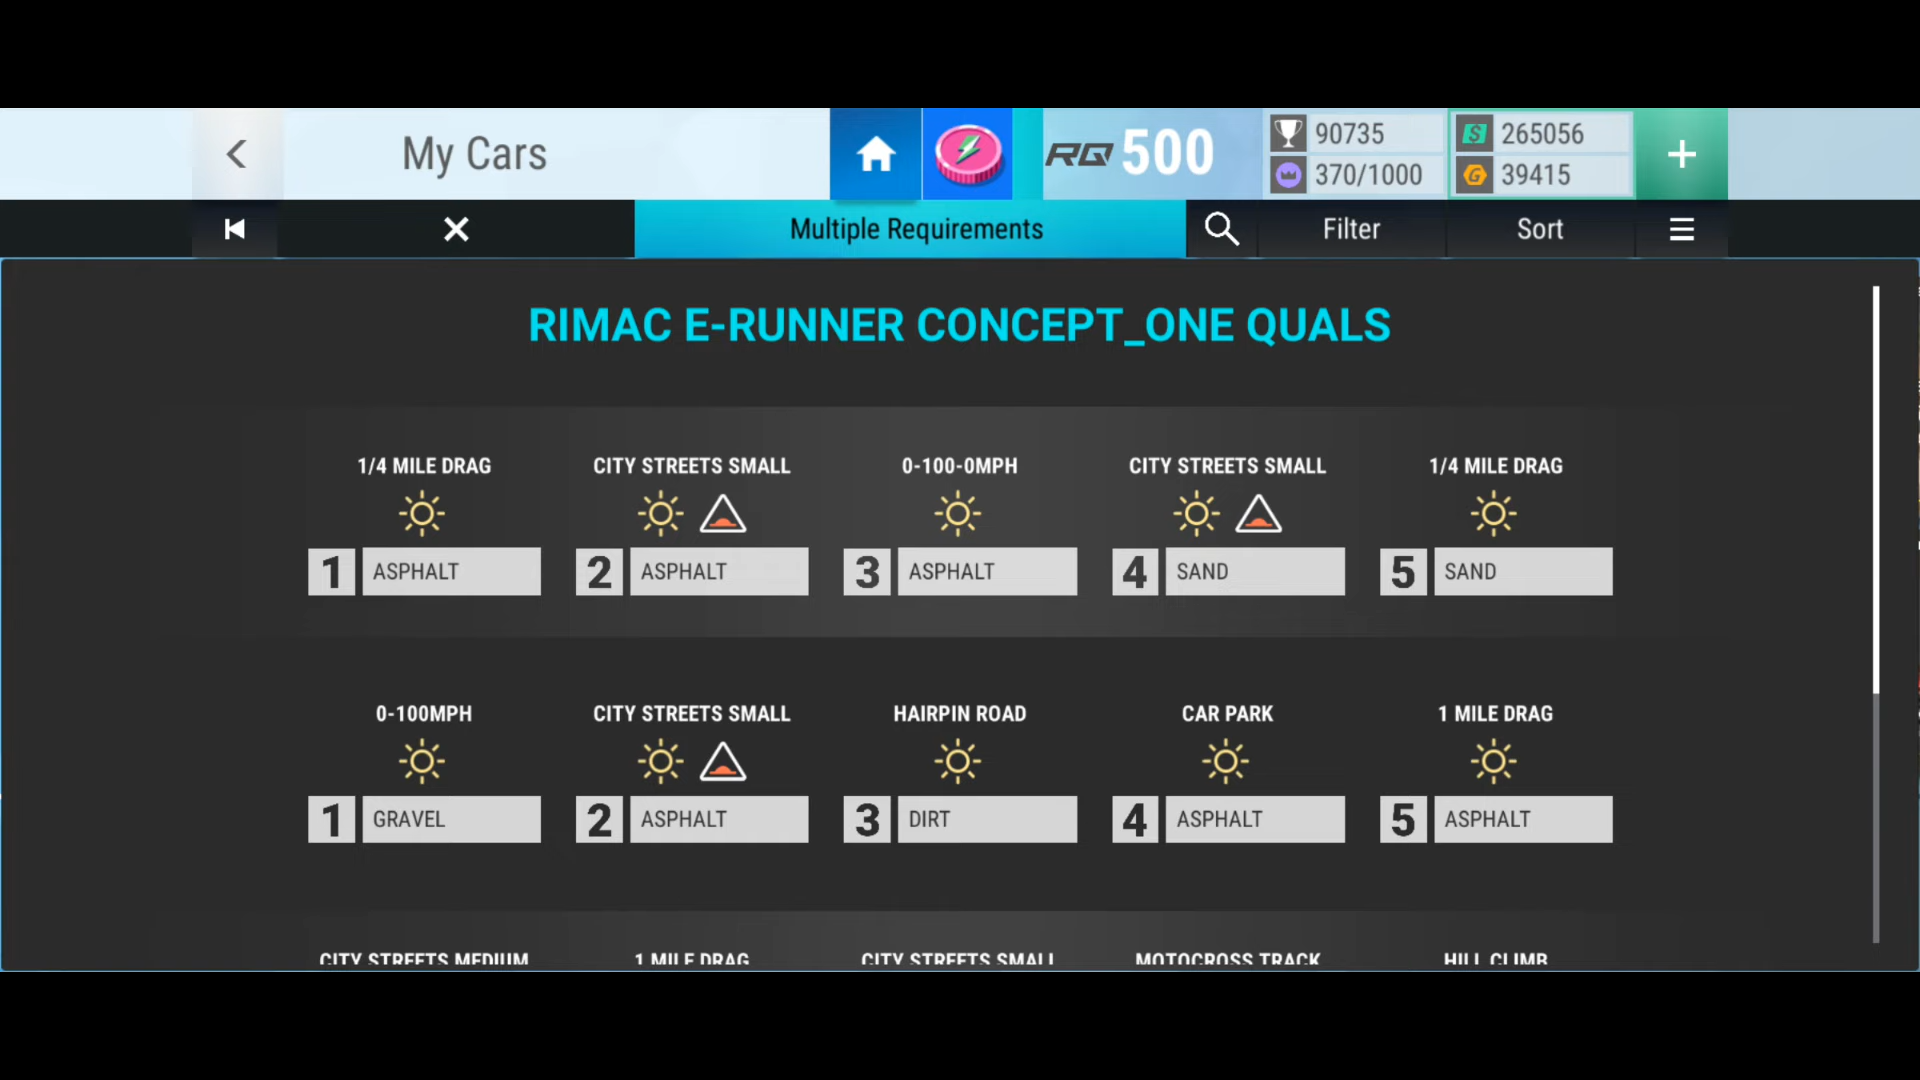 My Cars
RQ 500
90735
370/1000
265056
39415
Multiple Requirements
Filter
Sort
RIMAC E-RUNNER CONCEPT_ONE QUALS
1/4 MILE DRAG
CITY STREETS SMALL
0-100-0MPH
CITY STREETS SMALL
1/4 MILE DRAG
1 ASPHALT
2 ASPHALT
3 ASPHALT
4 SAND
5 SAND
0-100MPH
CITY STREETS SMALL
HAIRPIN ROAD
CAR PARK
1 MILE DRAG
1 GRAVEL
2 ASPHALT
3 DIRT
4 ASPHALT
5 ASPHALT
CITY STREETS MEDIUM
1 MILE DRAG
CITY STREETS SMALL
MOTOCROSS TRACK
HILL CLIMB